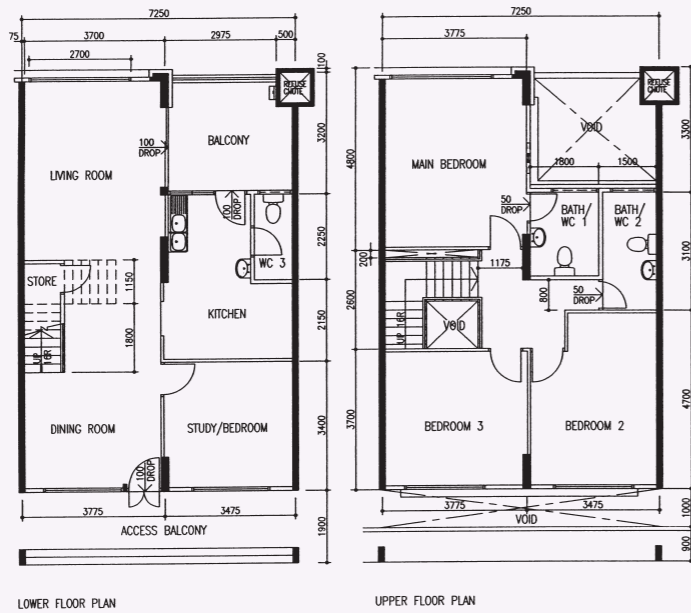 7250
75
3700
2975
500
2700
100
REFUSE
CHUTE
100
DROP
BALCONY
3200
LIVING ROOM
100
DROP
2250
WC 3
STORE
1150
KITCHEN
2150
1800
UP 16R
DINING ROOM
STUDY/BEDROOM
3400
100
DROP
3775
3475
ACCESS BALCONY
1900
LOWER FLOOR PLAN
7250
3775
REFUSE
CHUTE
VOID
3300
4800
MAIN BEDROOM
1800
1500
50
DROP
BATH/
WC 1
BATH/
WC 2
3100
200
1175
50
DROP
800
2600
UP 16R
VOID
3700
BEDROOM 3
BEDROOM 2
4700
3775
3475
VOID
1000
900
UPPER FLOOR PLAN